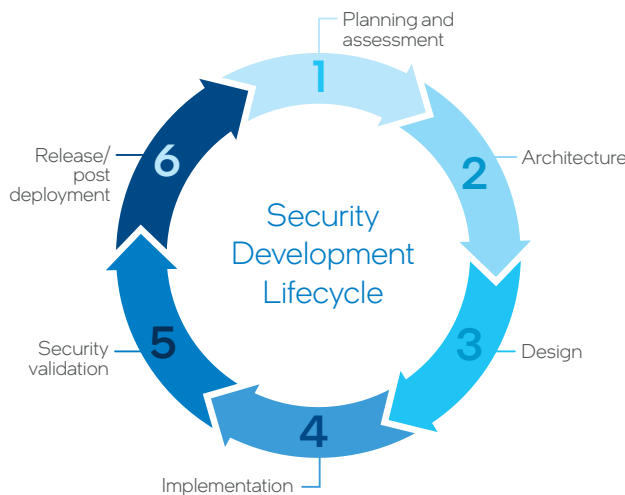 Planning and
assessment
1
Architecture
2
Design
3
Implementation
4
Security
validation
5
Release/
post
deployment
6
Security
Development
Lifecycle